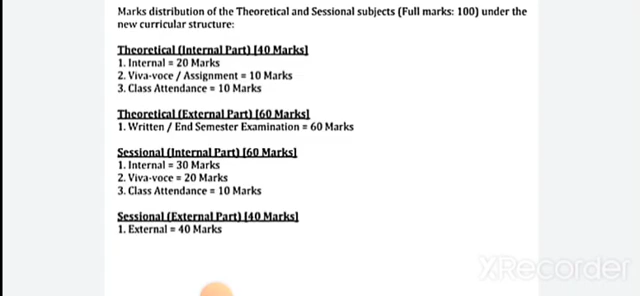 Marks distribution of the Theoretical and Sessional subjects (Full marks: 100) under the
new curricular structure:
Theoretical (Internal Part) [40 Marks]
1. Internal = 20 Marks
2. Viva-voce / Assignment = 10 Marks
3. Class Attendance = 10 Marks
Theoretical (External Part) [60 Marks]
1. Written / End Semester Examination = 60 Marks
Sessional (Internal Part) [60 Marks]
1. Internal = 30 Marks
2. Viva-voce = 20 Marks
3. Class Attendance = 10 Marks
Sessional (External Part) [40 Marks]
1. External = 40 Marks
XRecorder